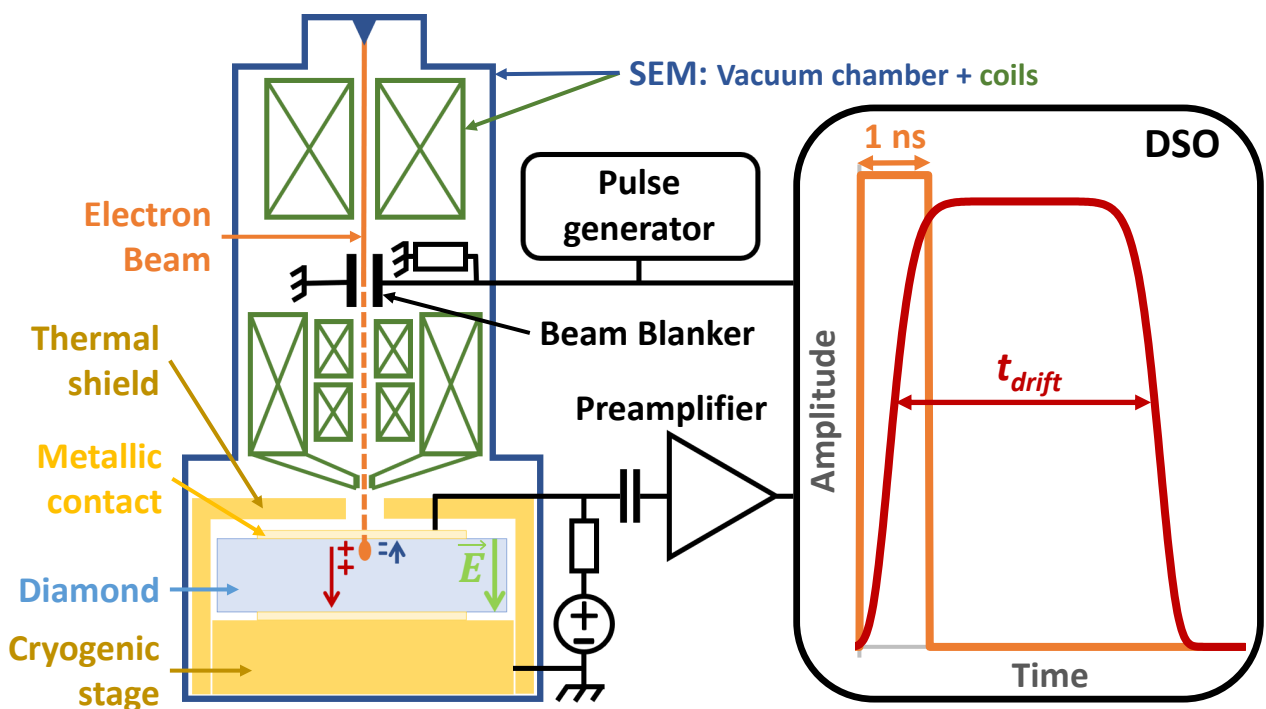 SEM: Vacuum chamber + coils
1 ns
DSO
Pulse
generator
Electron
Beam
Beam Blanker
Thermal
shield
Preamplifier
Amplitude
t_drift
Metallic
contact
++
=
E
Diamond
+
−
Cryogenic
stage
Time